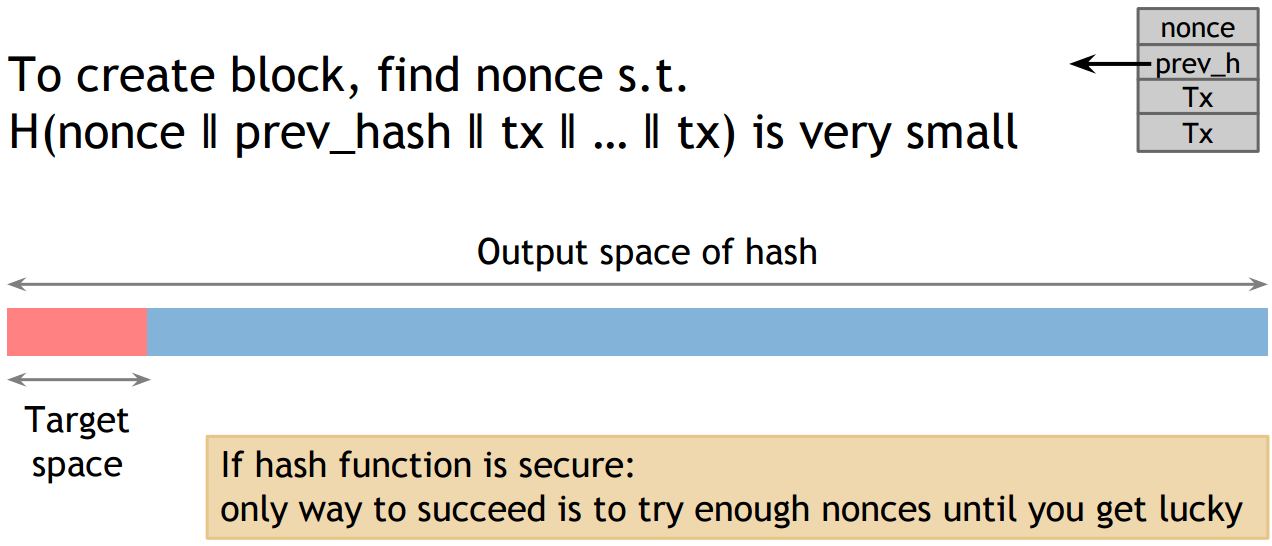 To create block, find nonce s.t.
H(nonce ǁ prev_hash ǁ tx ǁ … ǁ tx) is very small
nonce
prev_h
Tx
Tx
Output space of hash
Target
space
If hash function is secure:
only way to succeed is to try enough nonces until you get lucky